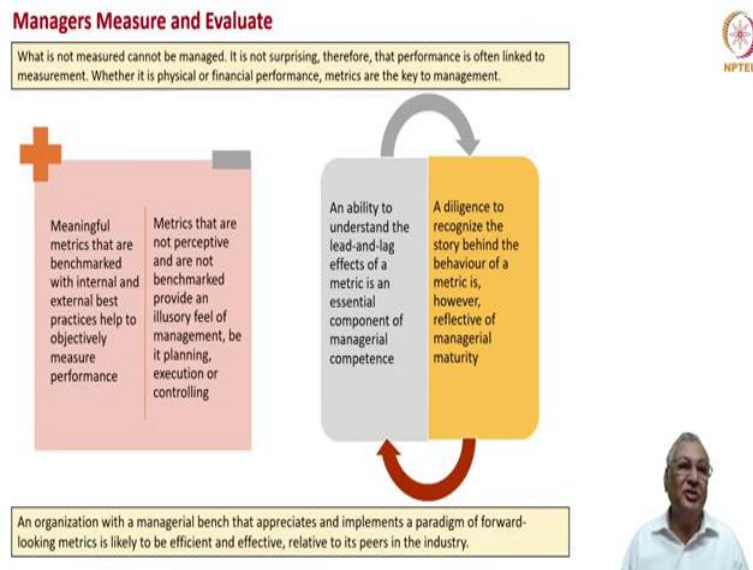 Managers Measure and Evaluate
What is not measured cannot be managed. It is not surprising, therefore, that performance is often linked to
measurement. Whether it is physical or financial performance, metrics are the key to management.
NPTEL
Meaningful
metrics that are
benchmarked
with internal and
external best
practices help to
objectively
measure
performance
Metrics that are
not perceptive
and are not
benchmarked
provide an
illusory feel of
management, be
it planning,
execution or
controlling
An ability to
understand the
lead-and-lag
effects of a
metric is an
essential
component of
managerial
competence
A diligence to
recognize the
story behind the
behaviour of a
metric is,
however,
reflective of
managerial
maturity
An organization with a managerial bench that appreciates and implements a paradigm of forward-
looking metrics is likely to be efficient and effective, relative to its peers in the industry.